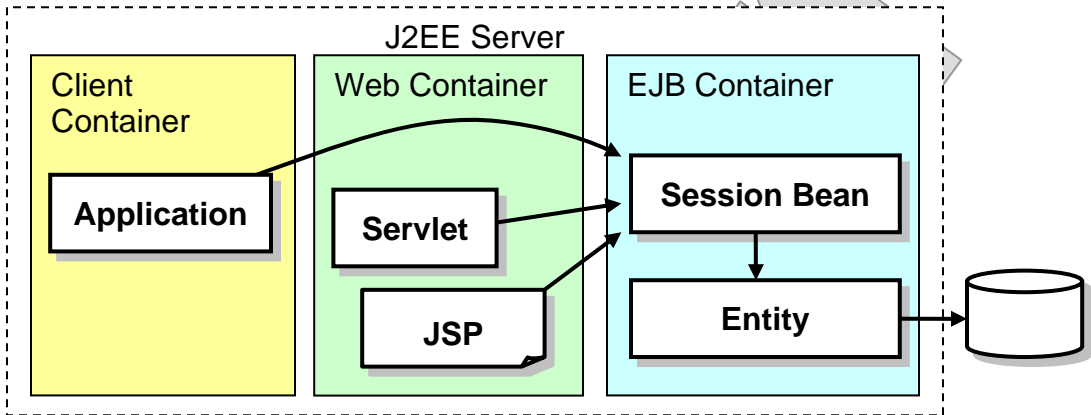 J2EE Server
Client
Container
Web Container
EJB Container
Application
Servlet
JSP
Session Bean
Entity